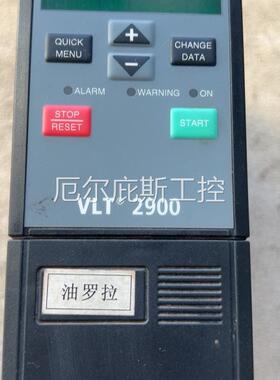 QUICK
MENU
+
CHANGE
DATA
−
ALARM
WARNING
ON
STOP
RESET
START
厄尔庇斯工控
VLT® 2900
油罗拉